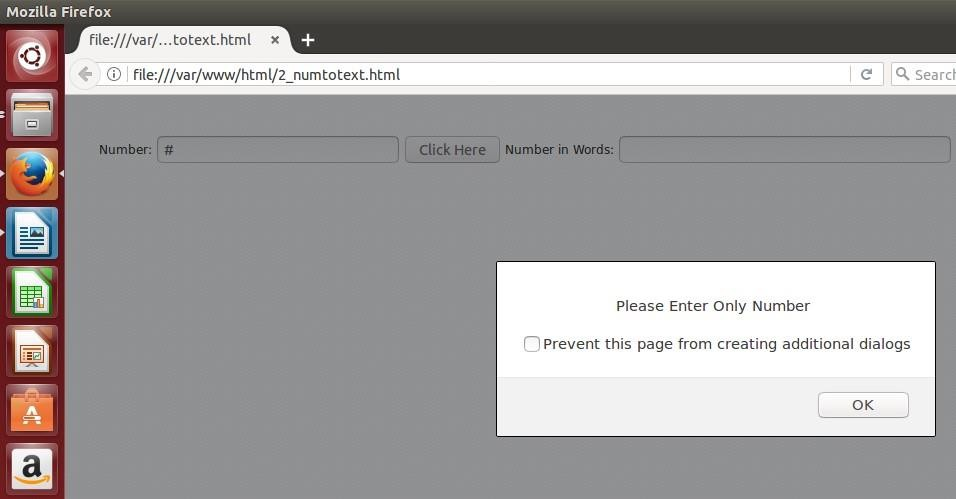 Mozilla Firefox
file:///var/...totext.html
file:///var/www/html/2_numtotext.html
Search
Number: # Click Here Number in Words:
Please Enter Only Number
Prevent this page from creating additional dialogs
OK
A
a